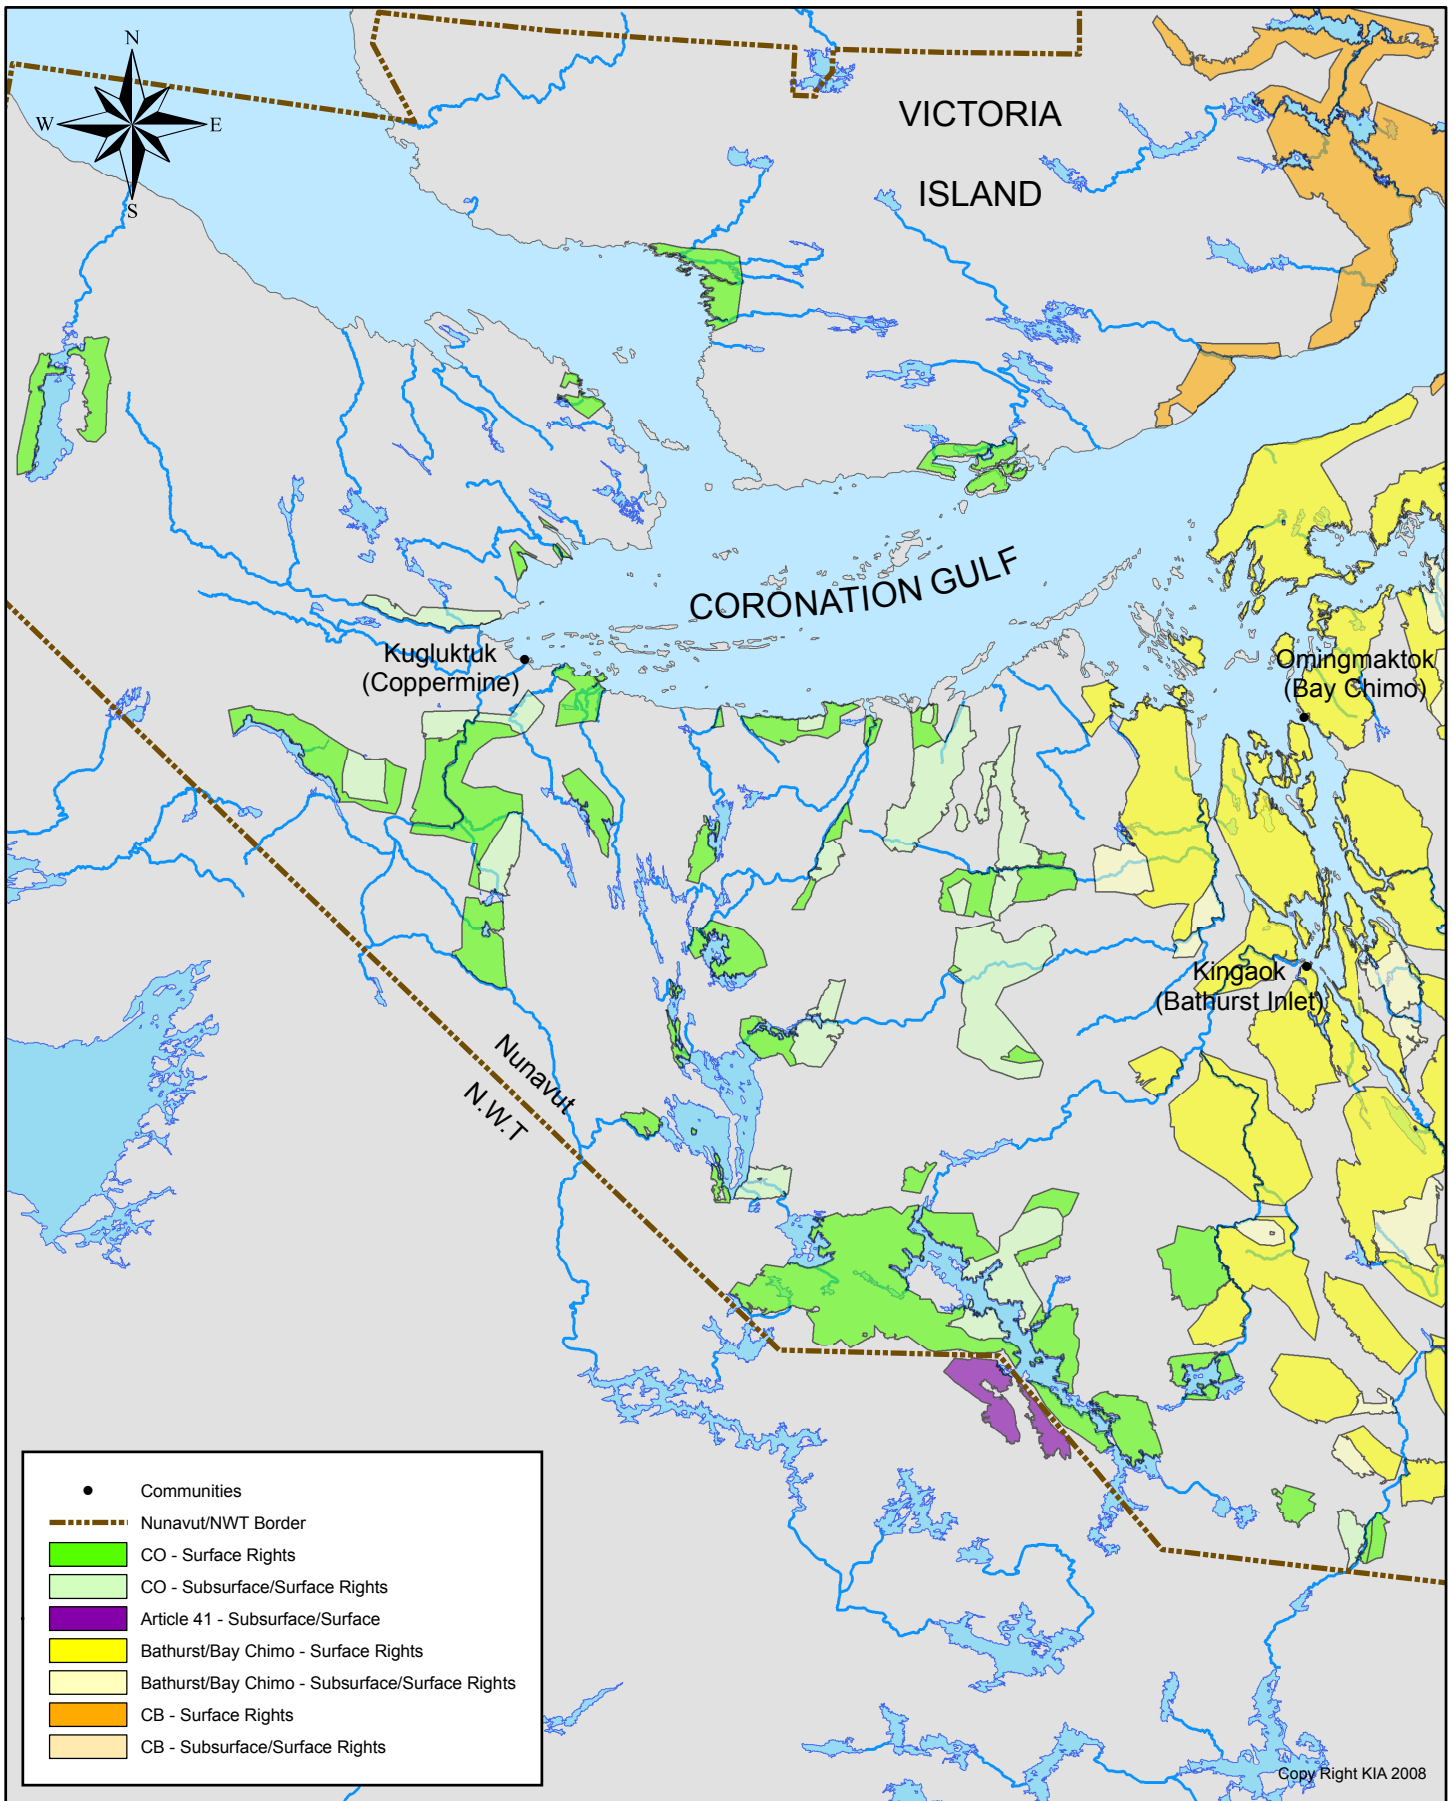 N
W
E
S
VICTORIA
ISLAND
CORONATION GULF
Kugluktuk
(Coppermine)
Omingmaktok
(Bay Chimo)
Kingaok
(Bathurst Inlet)
Nunavut
N.W.T
Communities
Nunavut/NWT Border
CO - Surface Rights
CO - Subsurface/Surface Rights
Article 41 - Subsurface/Surface
Bathurst/Bay Chimo - Surface Rights
Bathurst/Bay Chimo - Subsurface/Surface Rights
CB - Surface Rights
CB - Subsurface/Surface Rights
Copy Right KIA 2008